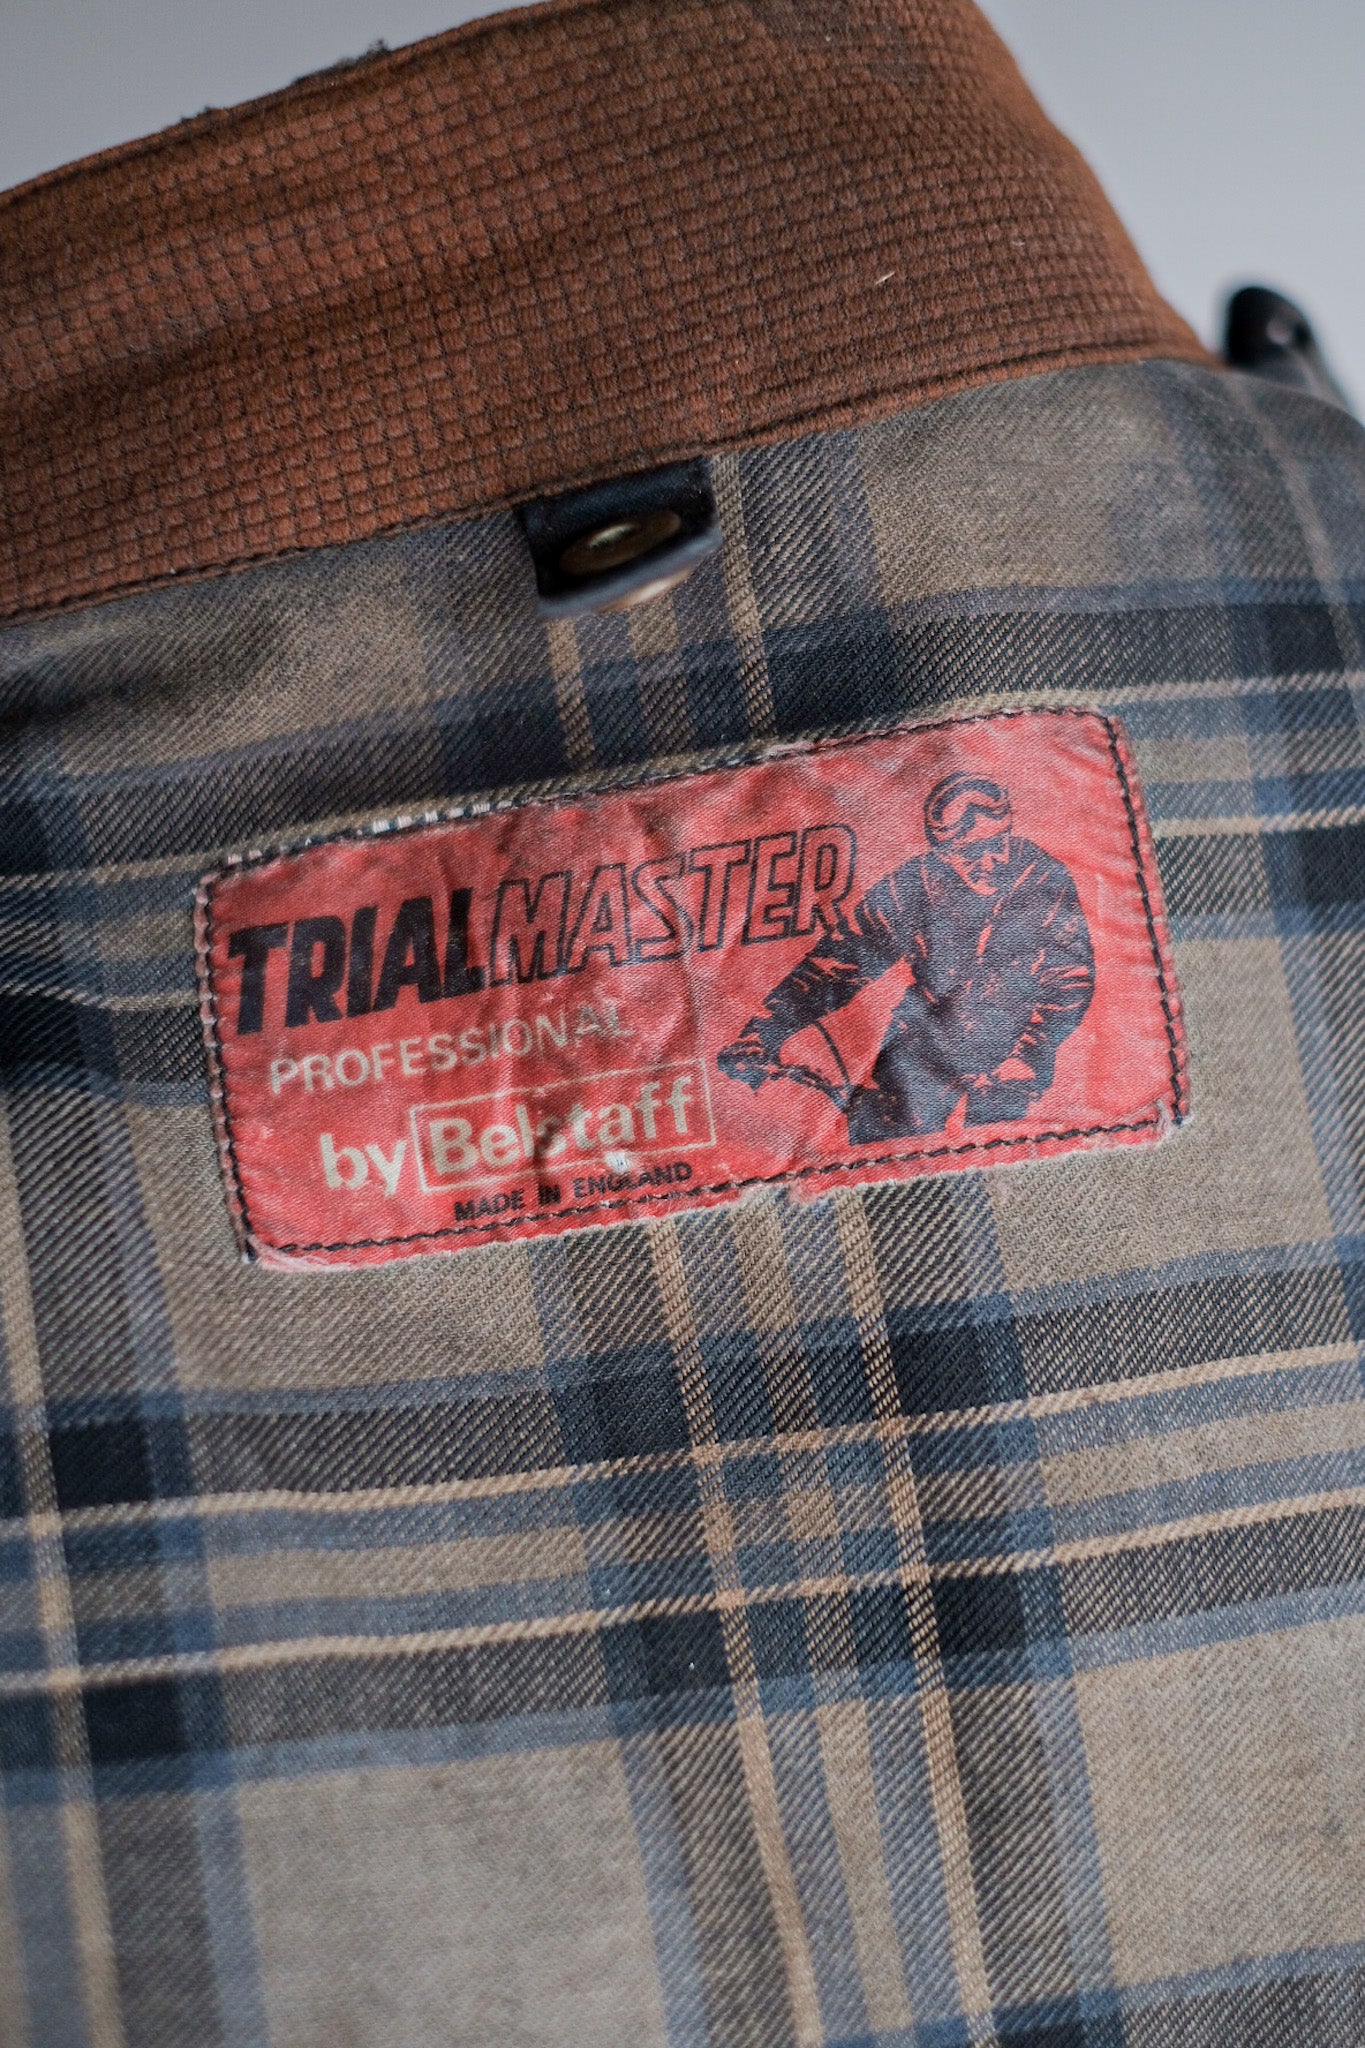 TRIALMASTER
PROFESSIONAL
by Belstaff
MADE IN ENGLAND